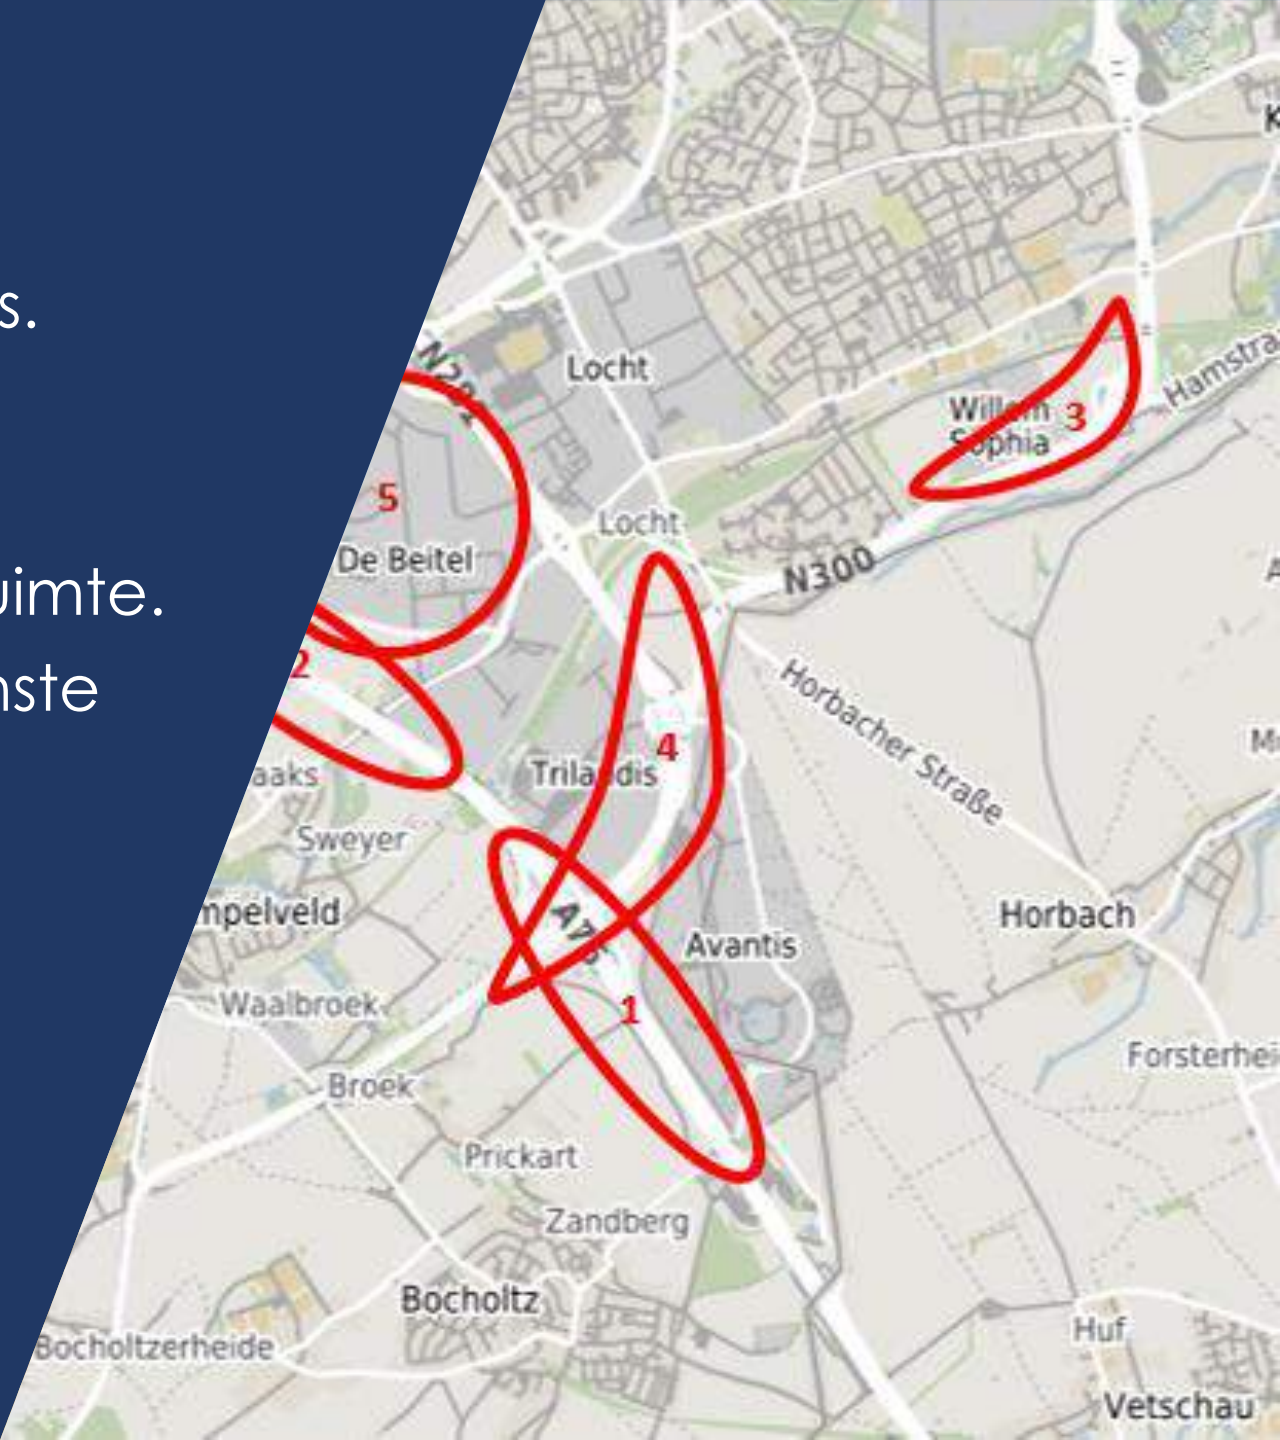 s.
uimte.
nste
K
N281
Locht
Hamstra
Willem
Sophia
3
5
Locht
De Beitel
N300
2
Horbacher Straße
4
Trilandis
aaks
Sweyer
mpelveld
A76
Horbach
Avantis
Waalbroek
1
Forsterhei
Broek
Prickart
Zandberg
Bocholtz
Huf
Bocholtzerheide
Vetschau